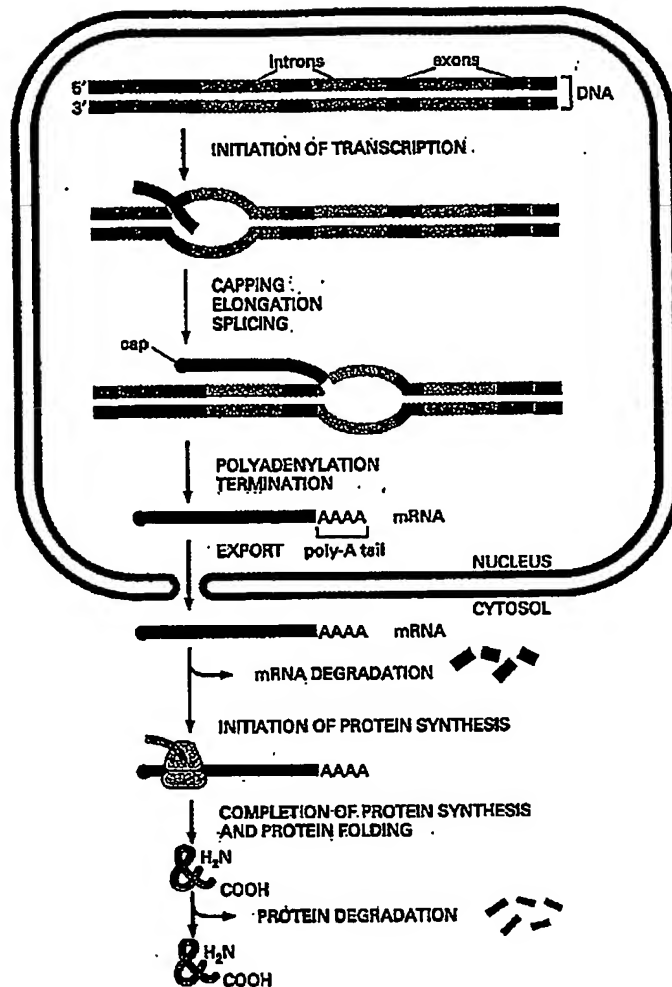 Introns exons
5'
3'
DNA
INITIATION OF TRANSCRIPTION
CAPPING
ELONGATION
SPLICING
cap
POLYADENYLATION
TERMINATION
AAAA mRNA
EXPORT poly-A tail
NUCLEUS
CYTOSOL
AAAA mRNA
mRNA DEGRADATION
INITIATION OF PROTEIN SYNTHESIS
AAAA
COMPLETION OF PROTEIN SYNTHESIS
AND PROTEIN FOLDING
H₂N
COOH
PROTEIN DEGRADATION
H₂N
COOH